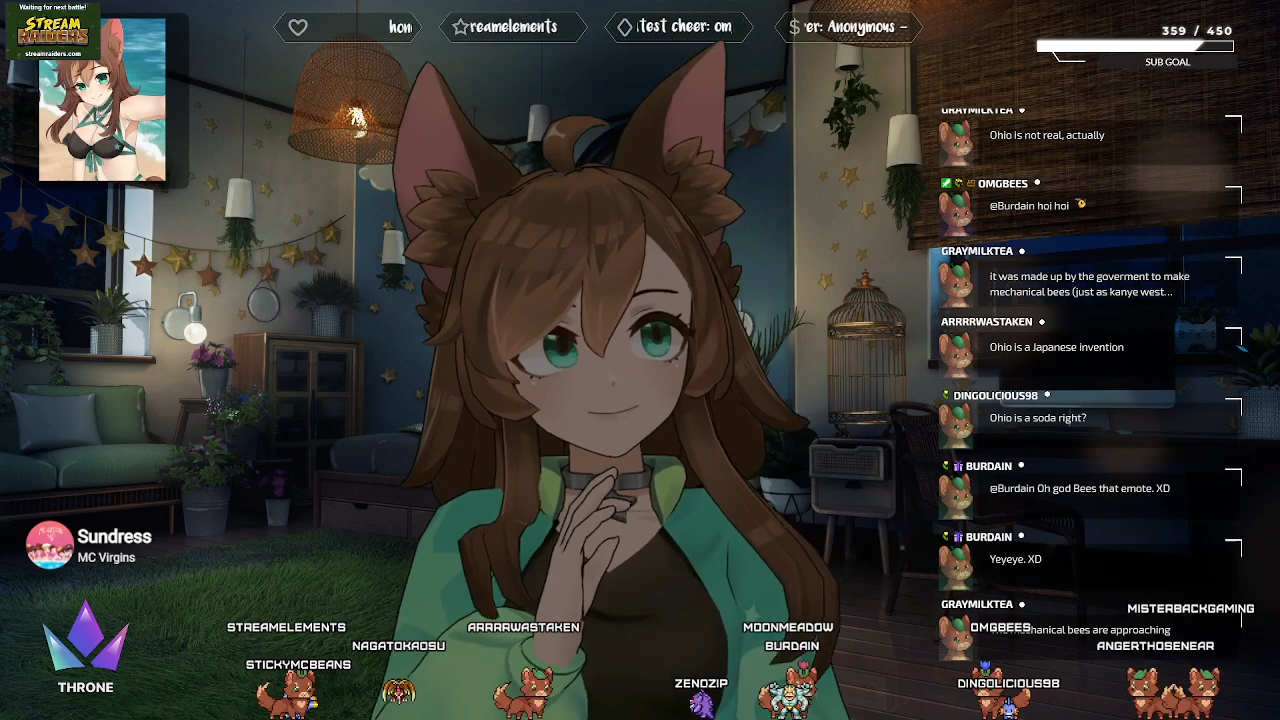 Waiting for next battle!
STREAM
RAIDERS
streamraiders.com
hon
reamelements
test cheer: om
er: Anonymous -
359 / 450
SUB GOAL
GRAYMILKTEA
Ohio is not real, actually
OMGBEES
@Burdain hoi hoi
GRAYMILKTEA
it was made up by the goverment to make
mechanical bees (just as kanye west...
ARRRRWASTAKEN
Ohio is a Japanese invention
DINGOLICIOUS98
Ohio is a soda right?
BURDAIN
@Burdain Oh god Bees that emote. XD
BURDAIN
Yeyeye. XD
GRAYMILKTEA
mechanical bees are approaching
Sundress
MC Virgins
THRONE
STREAMELEMENTS
STICKYMCBEANS
NAGATOKAOSU
ARRRRWASTAKEN
ZENOZIP
MOONMEADOW
BURDAIN
OMGBEES
DINGOLICIOUS98
MISTERBACKGAMING
ANGERTHOSENEAR